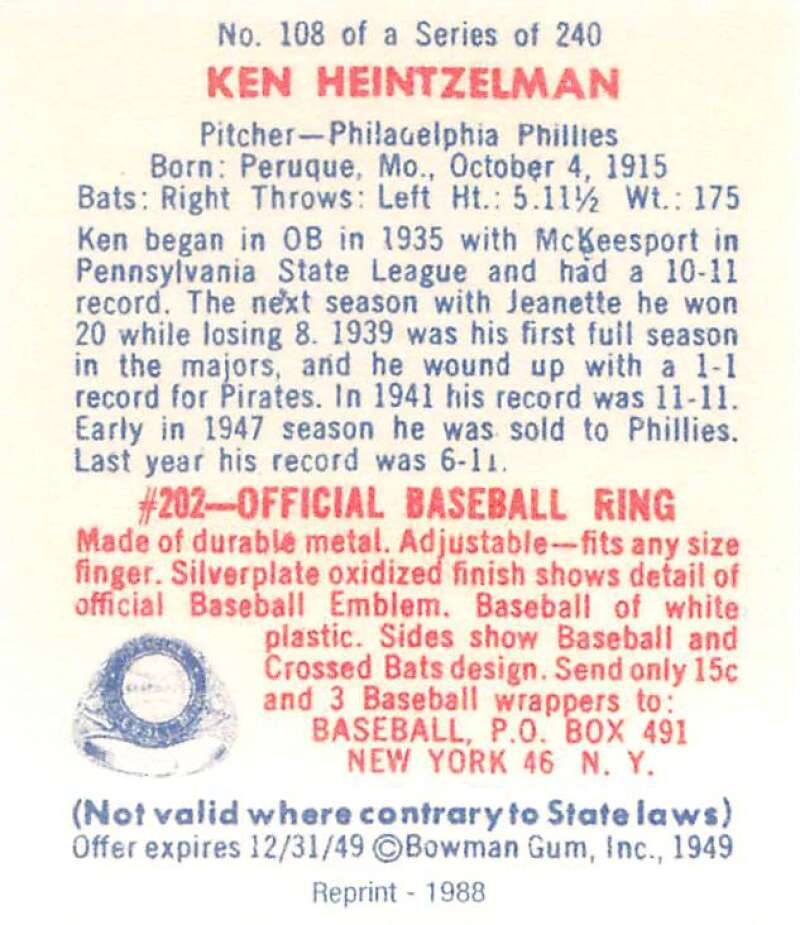 No. 108 of a Series of 240
KEN HEINTZELMAN
Pitcher—Philadelphia Phillies
Born: Peruque, Mo., October 4, 1915
Bats: Right Throws: Left Ht.: 5.11½ Wt.: 175
Ken began in OB in 1935 with McKeesport in
Pennsylvania State League and had a 10-11
record. The next season with Jeanette he won
20 while losing 8. 1939 was his first full season
in the majors, and he wound up with a 1-1
record for Pirates. In 1941 his record was 11-11.
Early in 1947 season he was sold to Phillies.
Last year his record was 6-11.
#202—OFFICIAL BASEBALL RING
Made of durable metal. Adjustable—fits any size
finger. Silverplate oxidized finish shows detail of
official Baseball Emblem. Baseball of white
plastic. Sides show Baseball and
Crossed Bats design. Send only 15c
and 3 Baseball wrappers to:
BASEBALL, P.O. BOX 491
NEW YORK 46 N. Y.
(Not valid where contrary to State laws)
Offer expires 12/31/49 ©Bowman Gum, Inc., 1949
Reprint - 1988